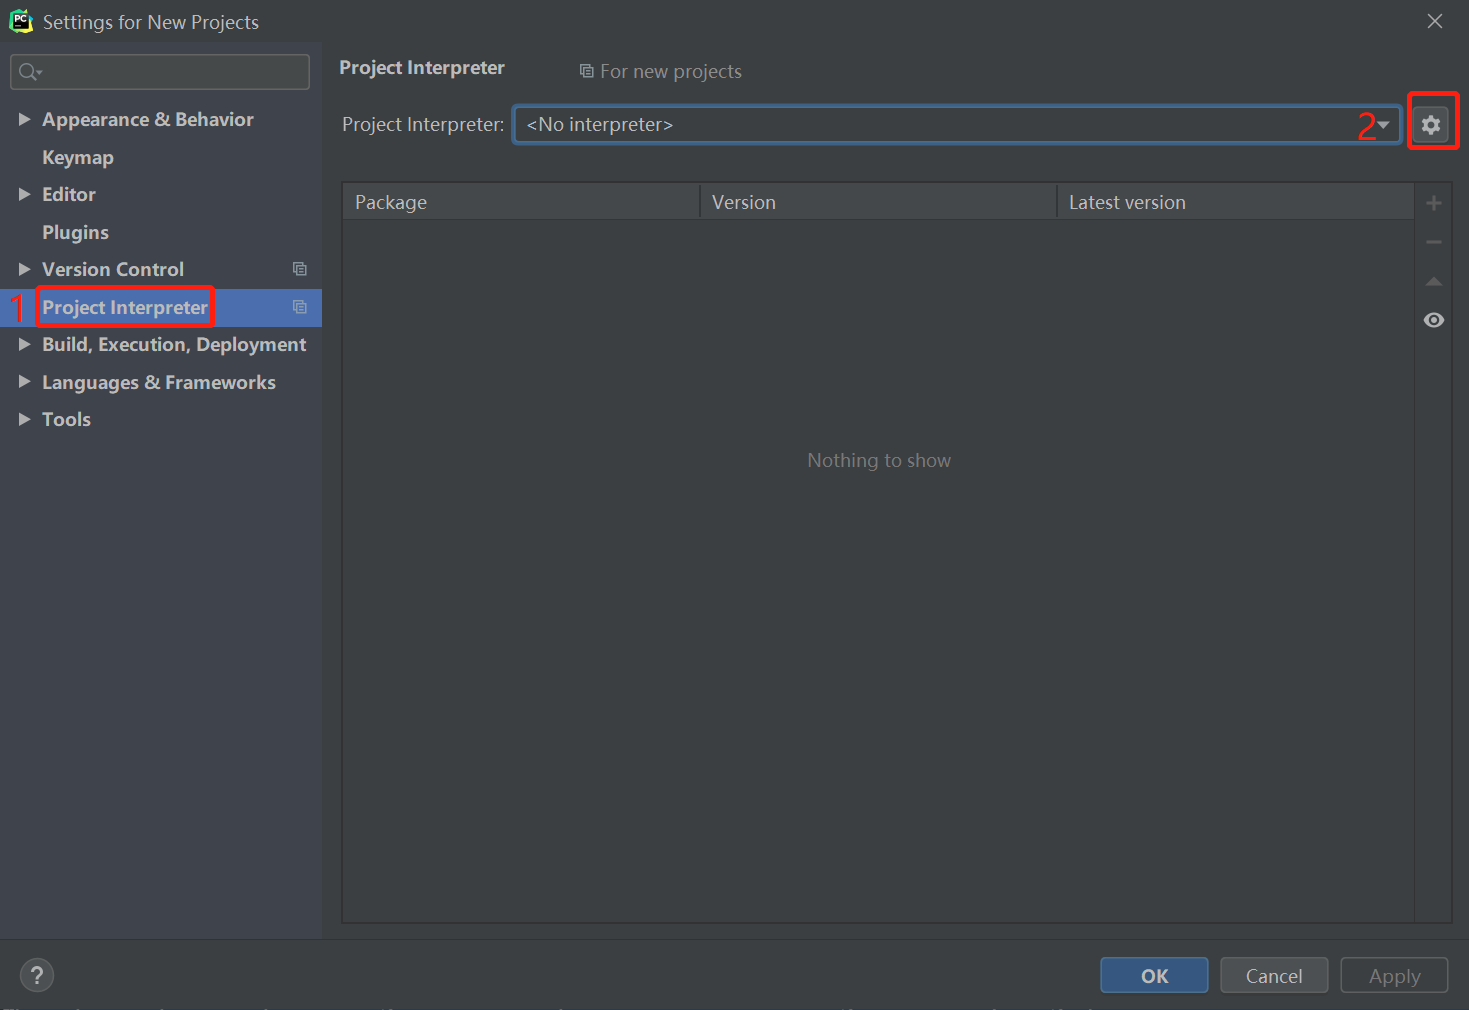 PC Settings for New Projects
Appearance & Behavior
Keymap
Editor
Plugins
Version Control
1 Project Interpreter
Build, Execution, Deployment
Languages & Frameworks
Tools
Project Interpreter For new projects
Project Interpreter: <No interpreter> 2
Package Version Latest version
Nothing to show
? OK Cancel Apply